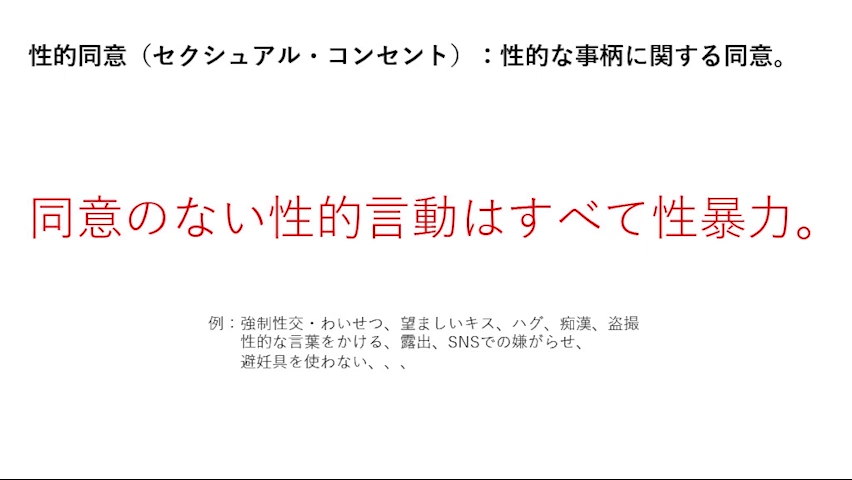 性的同意（セクシュアル・コンセント）：性的な事柄に関する同意。
同意のない性的言動はすべて性暴力。
例：強制性交・わいせつ、望ましいキス、ハグ、痴漢、盗撮
性的な言葉をかける、露出、SNSでの嫌がらせ、
避妊具を使わない、、、